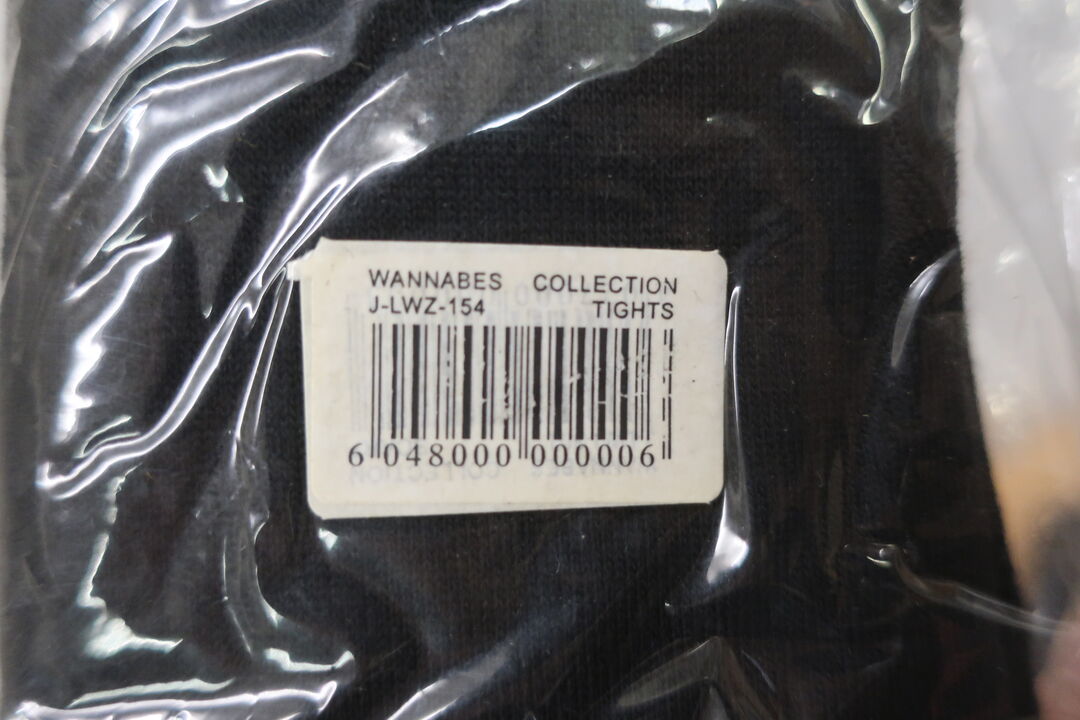 WANNABES COLLECTION
J-LWZ-154 TIGHTS
6 048000 000006